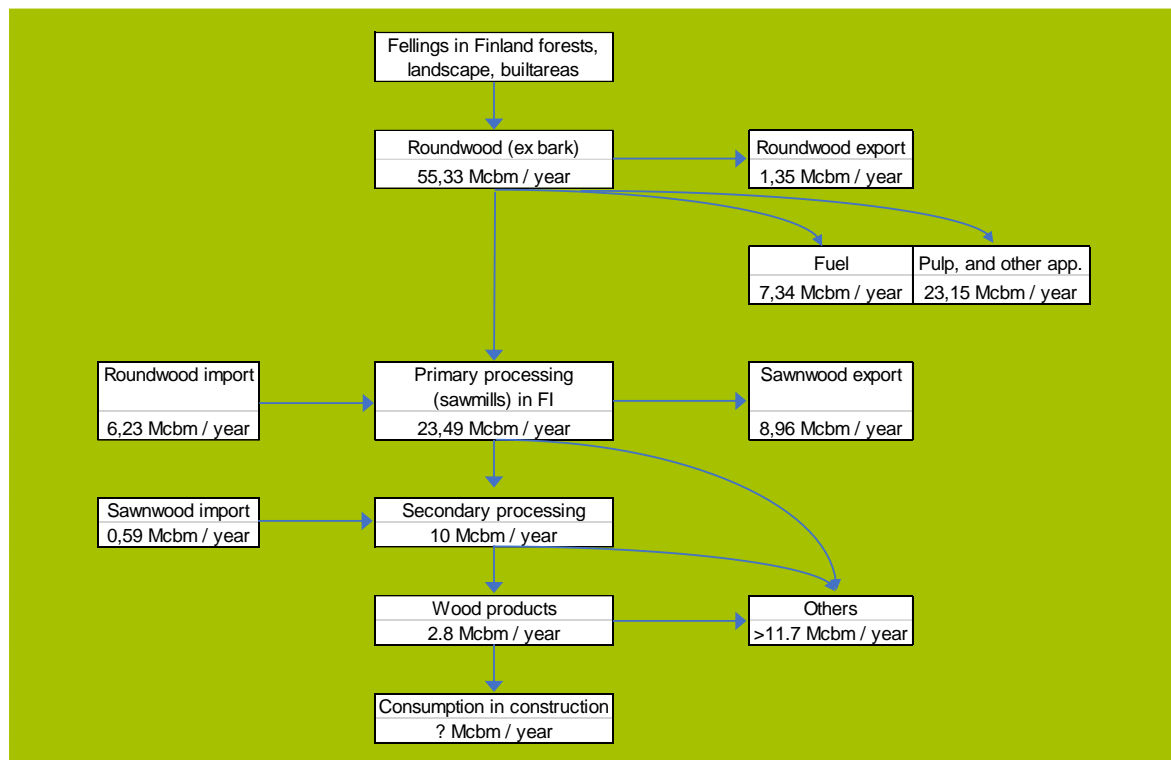 Fellings in Finland forests,
landscape, builtareas
Roundwood (ex bark)
55,33 Mcbm / year
Roundwood export
1,35 Mcbm / year
Fuel
7,34 Mcbm / year
Pulp, and other app.
23,15 Mcbm / year
Roundwood import
6,23 Mcbm / year
Primary processing
(sawmills) in FI
23,49 Mcbm / year
Sawnwood export
8,96 Mcbm / year
Sawnwood import
0,59 Mcbm / year
Secondary processing
10 Mcbm / year
Wood products
2.8 Mcbm / year
Others
>11.7 Mcbm / year
Consumption in construction
? Mcbm / year